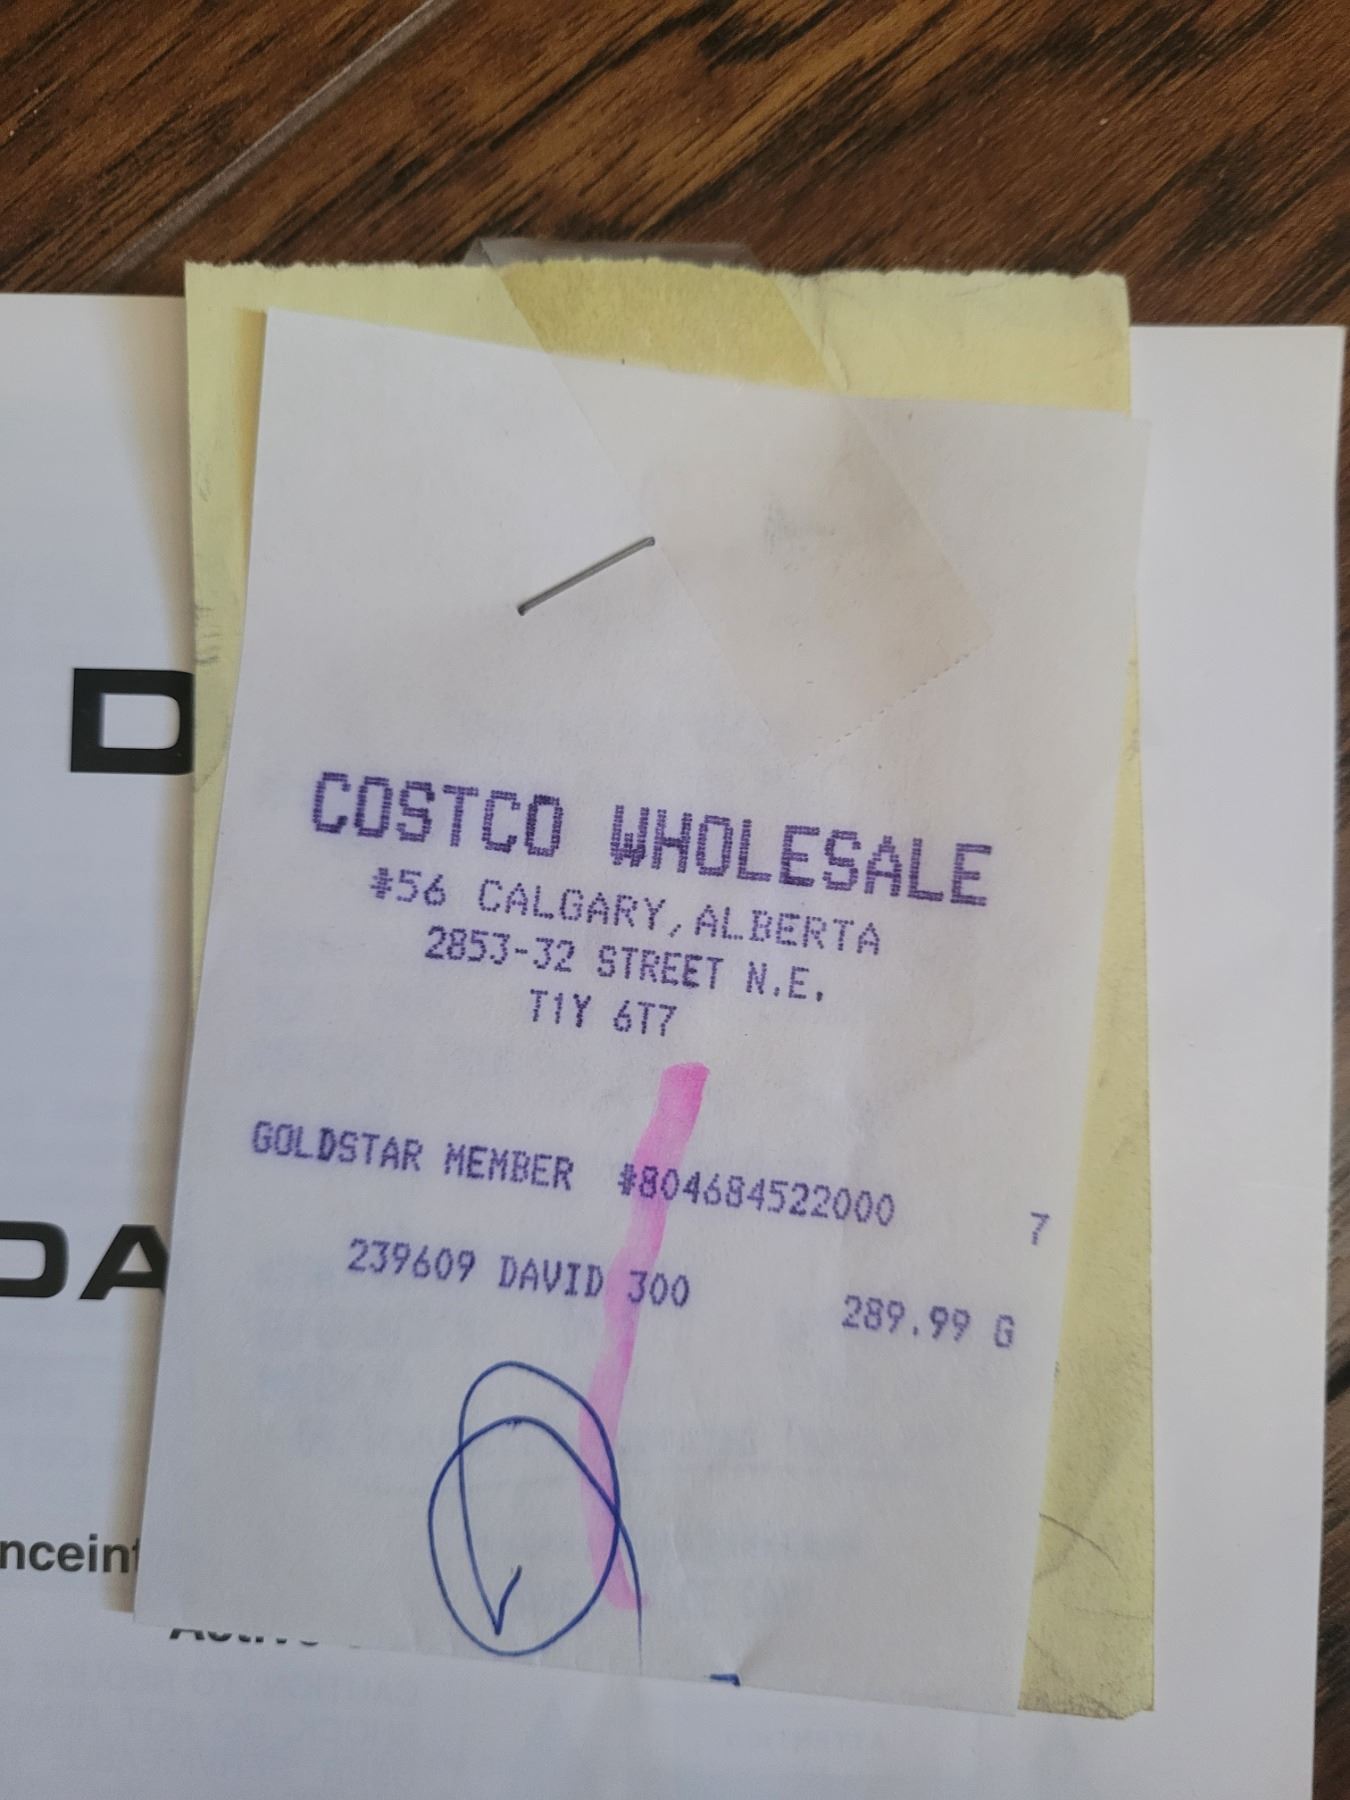 D
COSTCO WHOLESALE
#56 CALGARY, ALBERTA
2853-32 STREET N.E.
T1Y 6T7
GOLDSTAR MEMBER #804684522000 7
DA
239609 DAVID 300 289.99 G
ncein